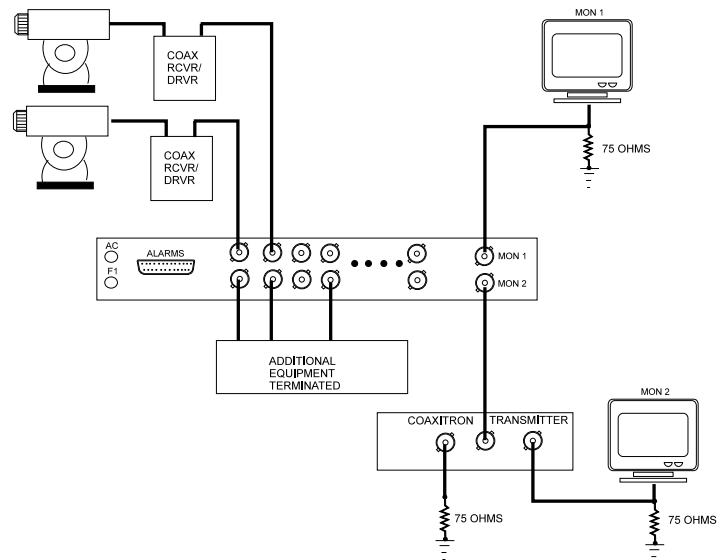 MON 1
COAX
RCVR/
DRVR
75 OHMS
COAX
RCVR/
DRVR
AC
ALARMS
F1
MON 1
MON 2
ADDITIONAL
EQUIPMENT
TERMINATED
MON 2
COAXITRON TRANSMITTER
75 OHMS
75 OHMS